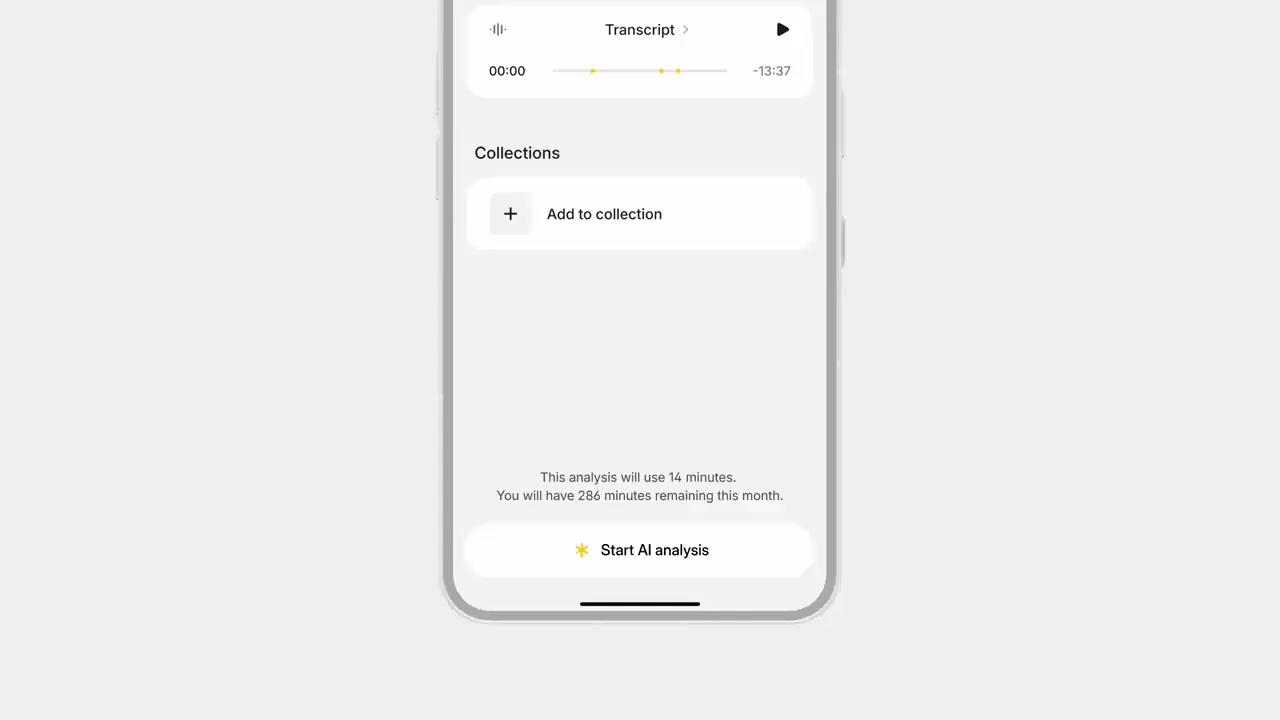 Transcript
00:00
-13:37
Collections
Add to collection
This analysis will use 14 minutes.
You will have 286 minutes remaining this month.
Start AI analysis